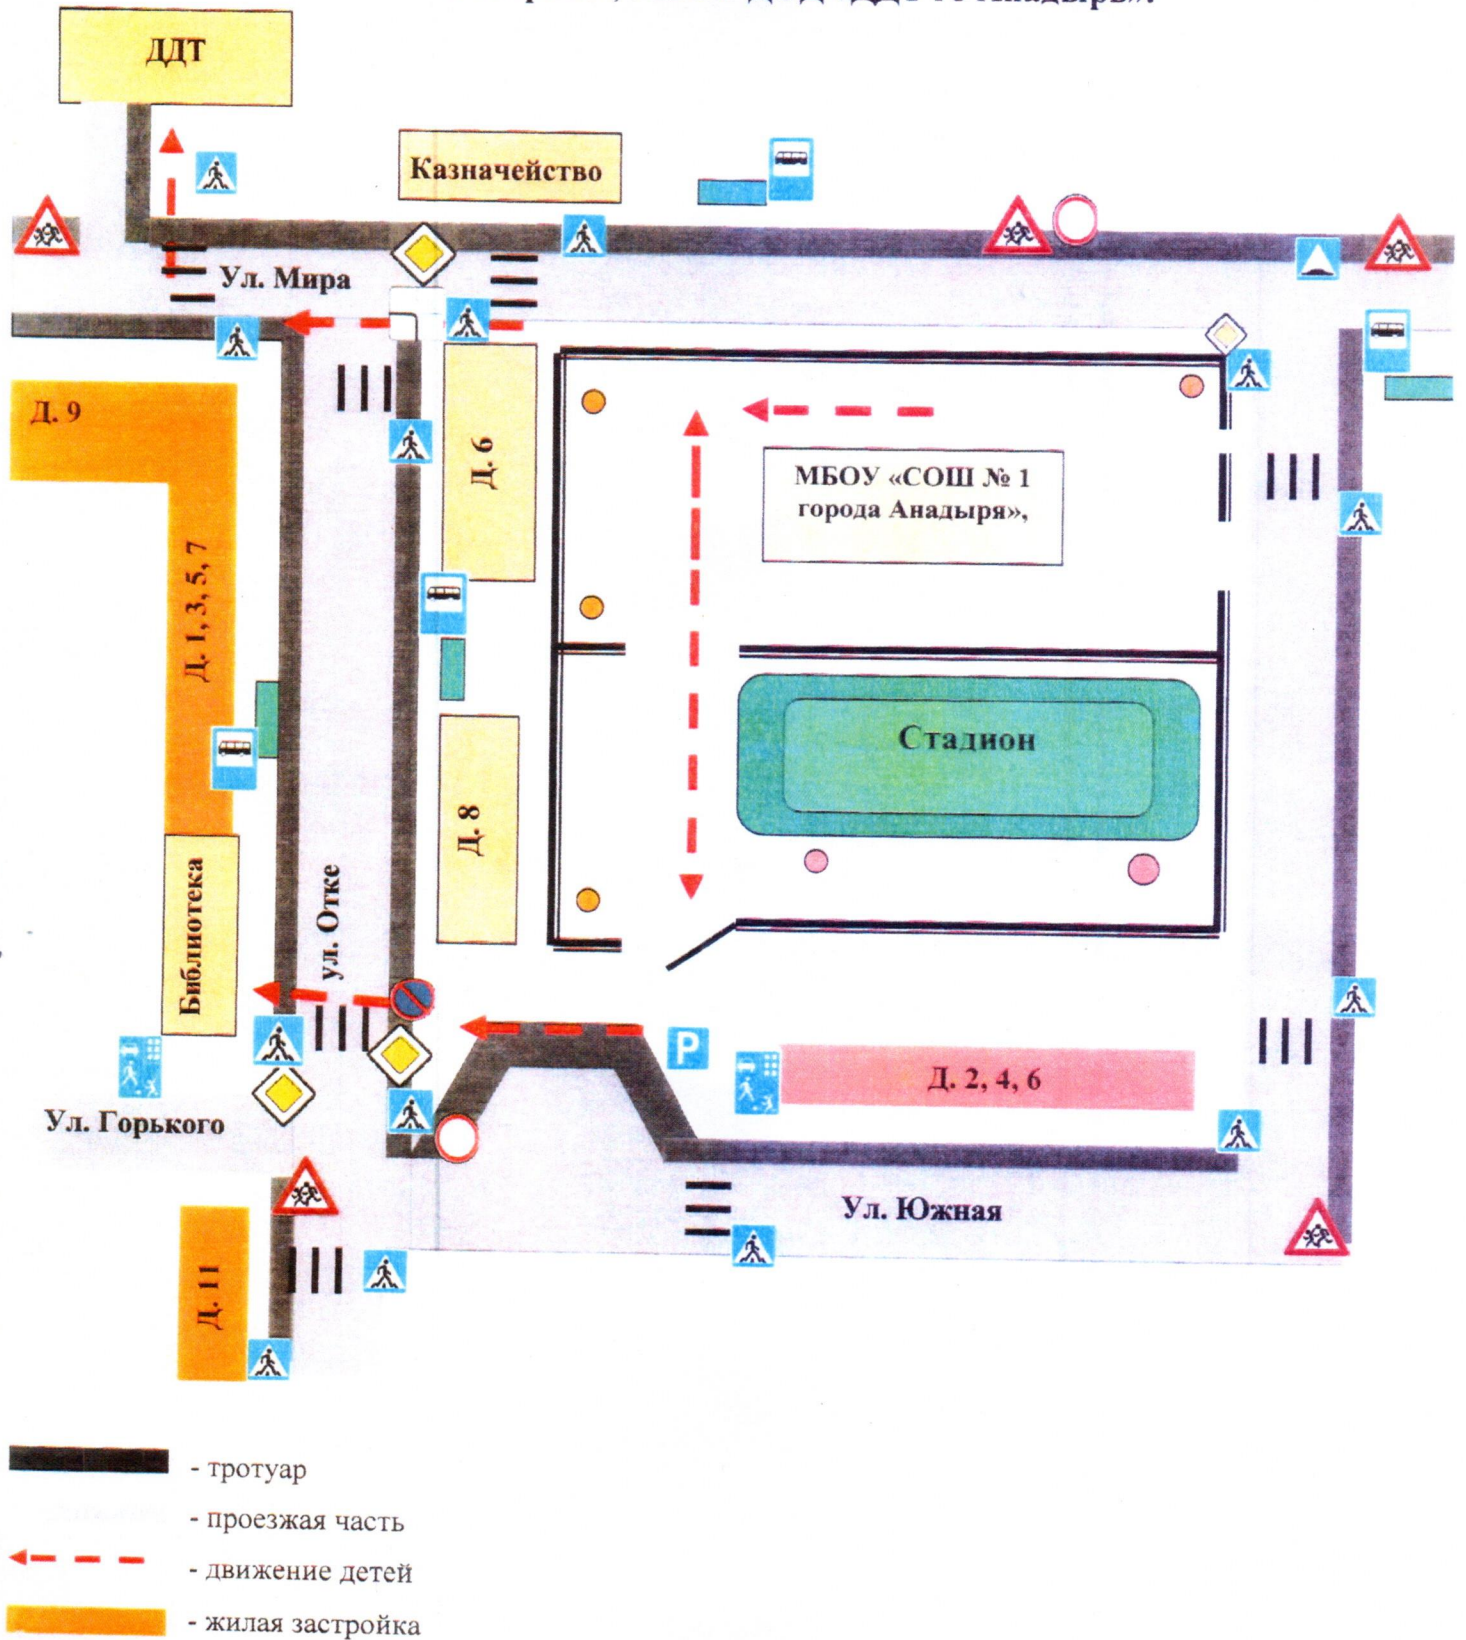 Анадырь».
ДДТ
Казначейство
Ул. Мира
Д. 9
Д. 6
МБОУ «СОШ № 1
города Анадыря»,
Д. 1, 3, 5, 7
Стадион
Д. 8
Библиотека
ул. Отке
P
Д. 2, 4, 6
Ул. Горького
Ул. Южная
Д. 11
- тротуар
- проезжая часть
- движение детей
- жилая застройка